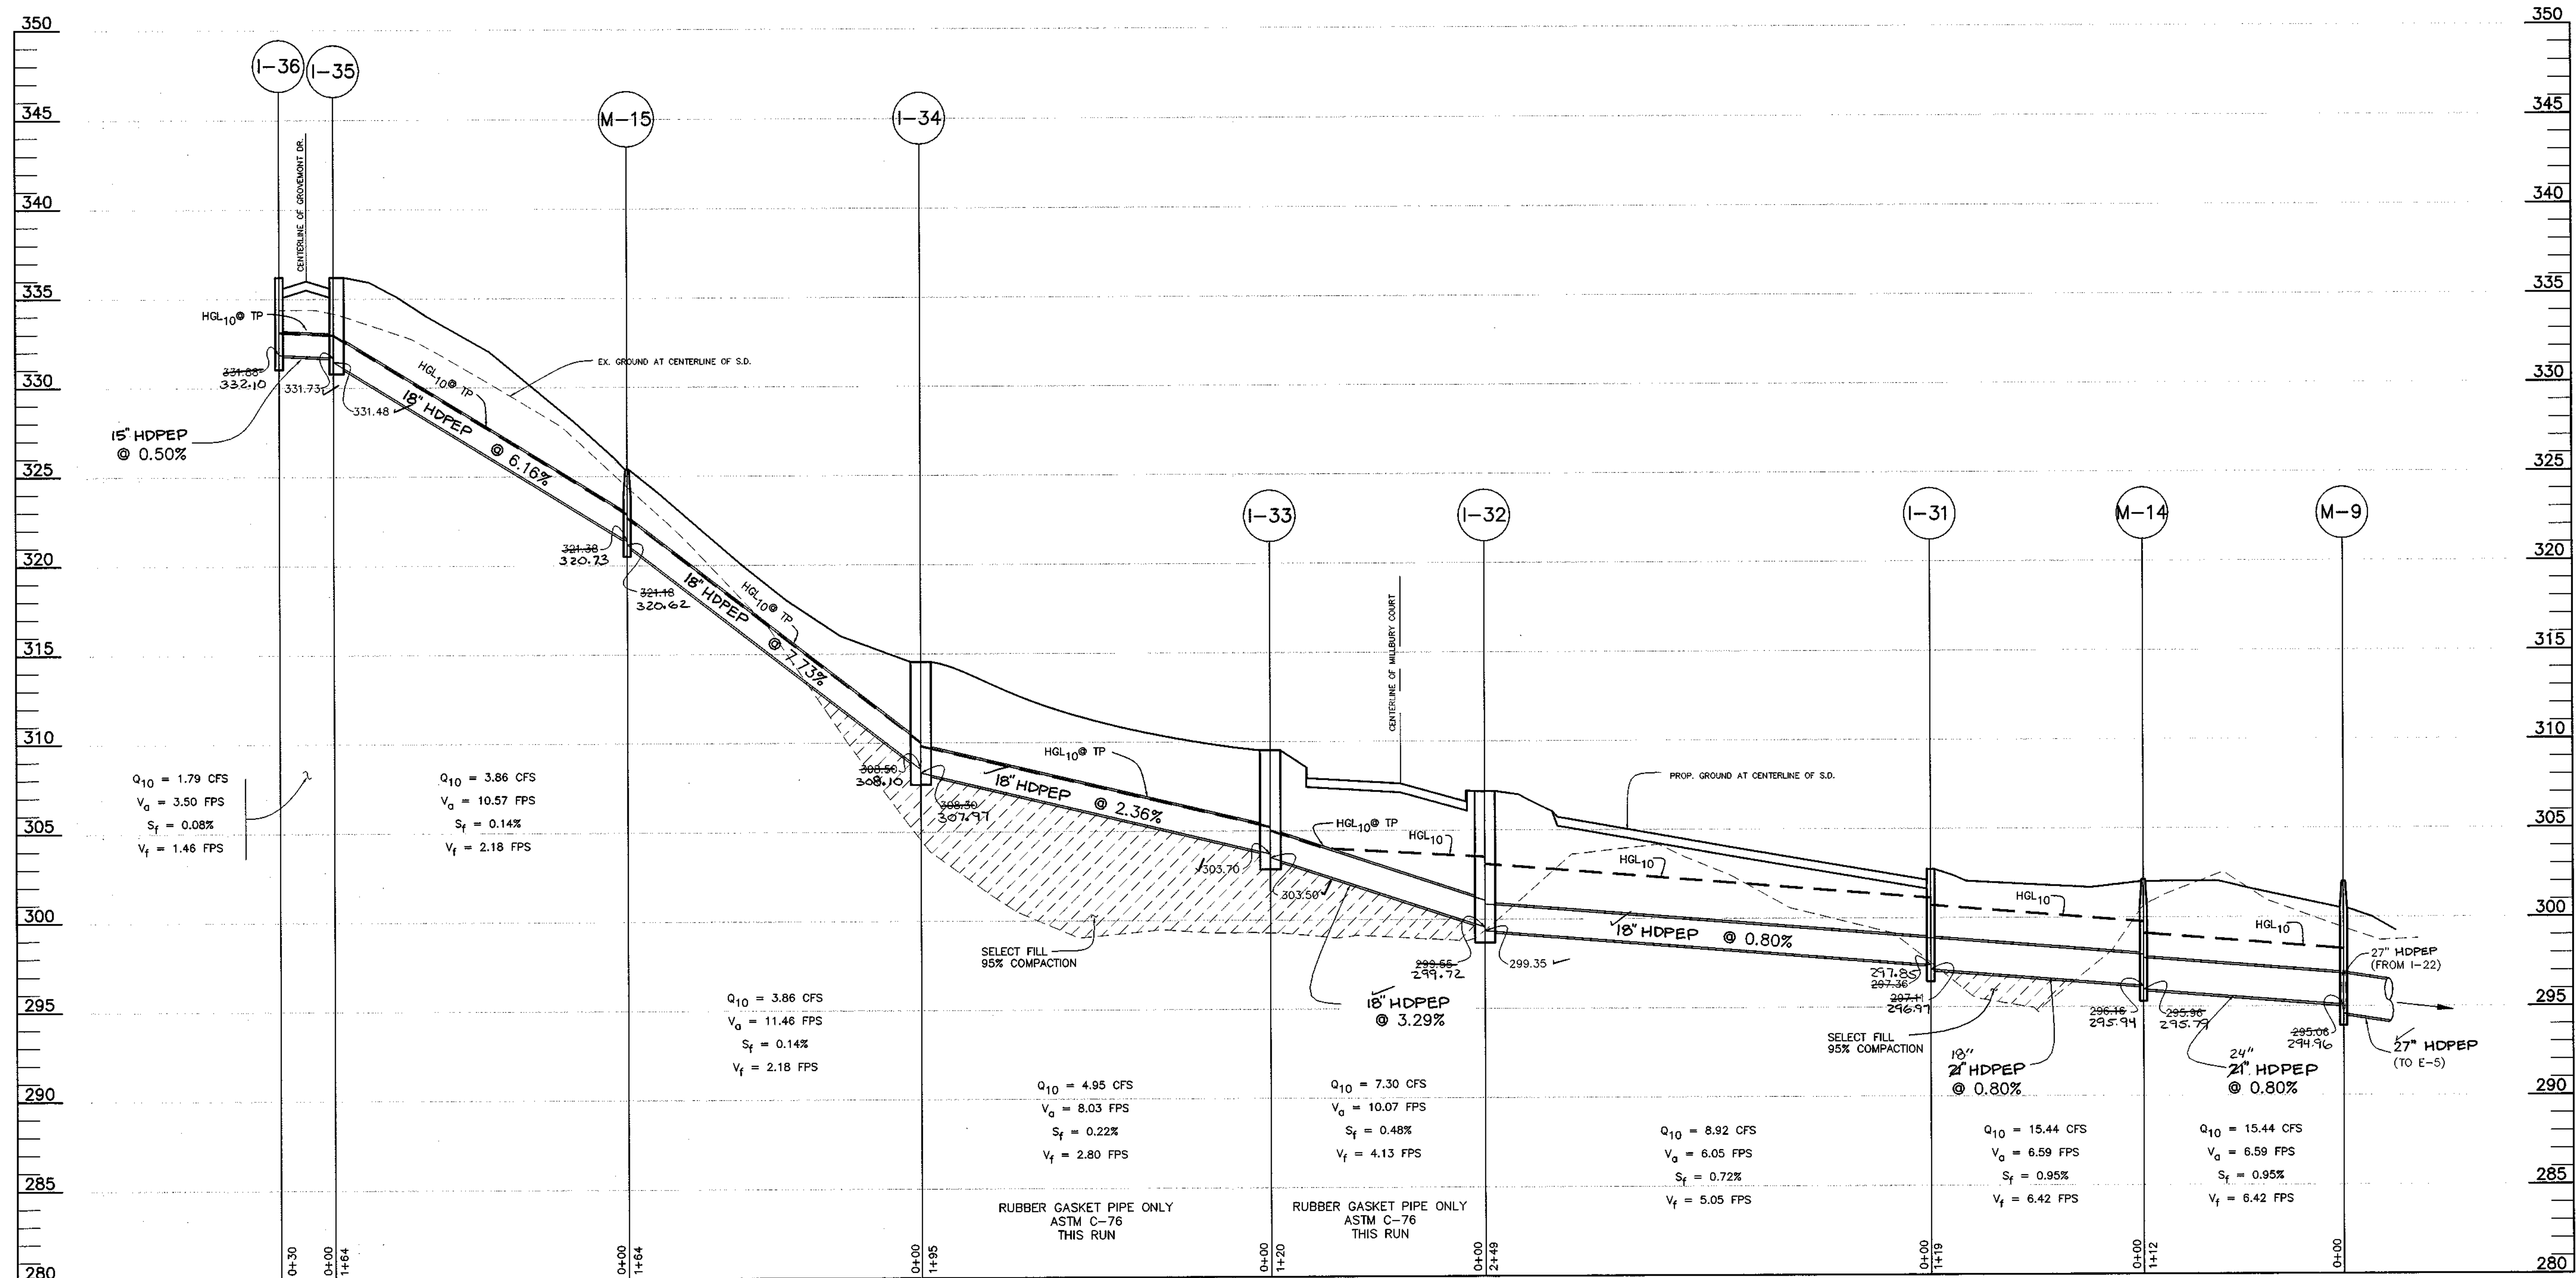 350
345
340
335
330
325
320
315
310
305
300
295
290
285
280
350
345
340
335
330
325
320
315
310
305
300
295
290
285
280
I-36
I-35
M-15
I-34
I-33
I-32
I-31
M-14
M-9
CENTERLINE OF GROVEMONT DR.
HGL10@ TP
331.88
332.10
331.73
331.48
15" HDPEP
@ 0.50%
HGL10@ TP
18" HDPEP @ 6.16%
EX. GROUND AT CENTERLINE OF S.D.
321.38
320.73
321.18
320.62
HGL10@ TP
18" HDPEP @ 7.73%
308.50
308.10
308.30
307.97
HGL10@ TP
18" HDPEP @ 2.36%
303.70
303.50
SELECT FILL
95% COMPACTION
CENTERLINE OF MILLBURY COURT
HGL10@ TP
HGL10
18" HDPEP
@ 3.29%
299.55
299.72
299.35
PROP. GROUND AT CENTERLINE OF S.D.
HGL10
18" HDPEP @ 0.80%
297.85
297.36
297.11
296.97
SELECT FILL
95% COMPACTION
HGL10
18"
21" HDPEP
@ 0.80%
296.16
295.94
295.96
295.79
HGL10
24"
21" HDPEP
@ 0.80%
295.06
294.96
27" HDPEP
(FROM I-22)
27" HDPEP
(TO E-5)
Q10 = 1.79 CFS
Va = 3.50 FPS
Sf = 0.08%
Vf = 1.46 FPS
Q10 = 3.86 CFS
Va = 10.57 FPS
Sf = 0.14%
Vf = 2.18 FPS
Q10 = 3.86 CFS
Va = 11.46 FPS
Sf = 0.14%
Vf = 2.18 FPS
Q10 = 4.95 CFS
Va = 8.03 FPS
Sf = 0.22%
Vf = 2.80 FPS
RUBBER GASKET PIPE ONLY
ASTM C-76
THIS RUN
Q10 = 7.30 CFS
Va = 10.07 FPS
Sf = 0.48%
Vf = 4.13 FPS
RUBBER GASKET PIPE ONLY
ASTM C-76
THIS RUN
Q10 = 8.92 CFS
Va = 6.05 FPS
Sf = 0.72%
Vf = 5.05 FPS
Q10 = 15.44 CFS
Va = 6.59 FPS
Sf = 0.95%
Vf = 6.42 FPS
Q10 = 15.44 CFS
Va = 6.59 FPS
Sf = 0.95%
Vf = 6.42 FPS
0+30
0+00
1+64
0+00
1+64
0+00
1+95
0+00
1+20
0+00
2+49
0+00
1+19
0+00
1+12
0+00